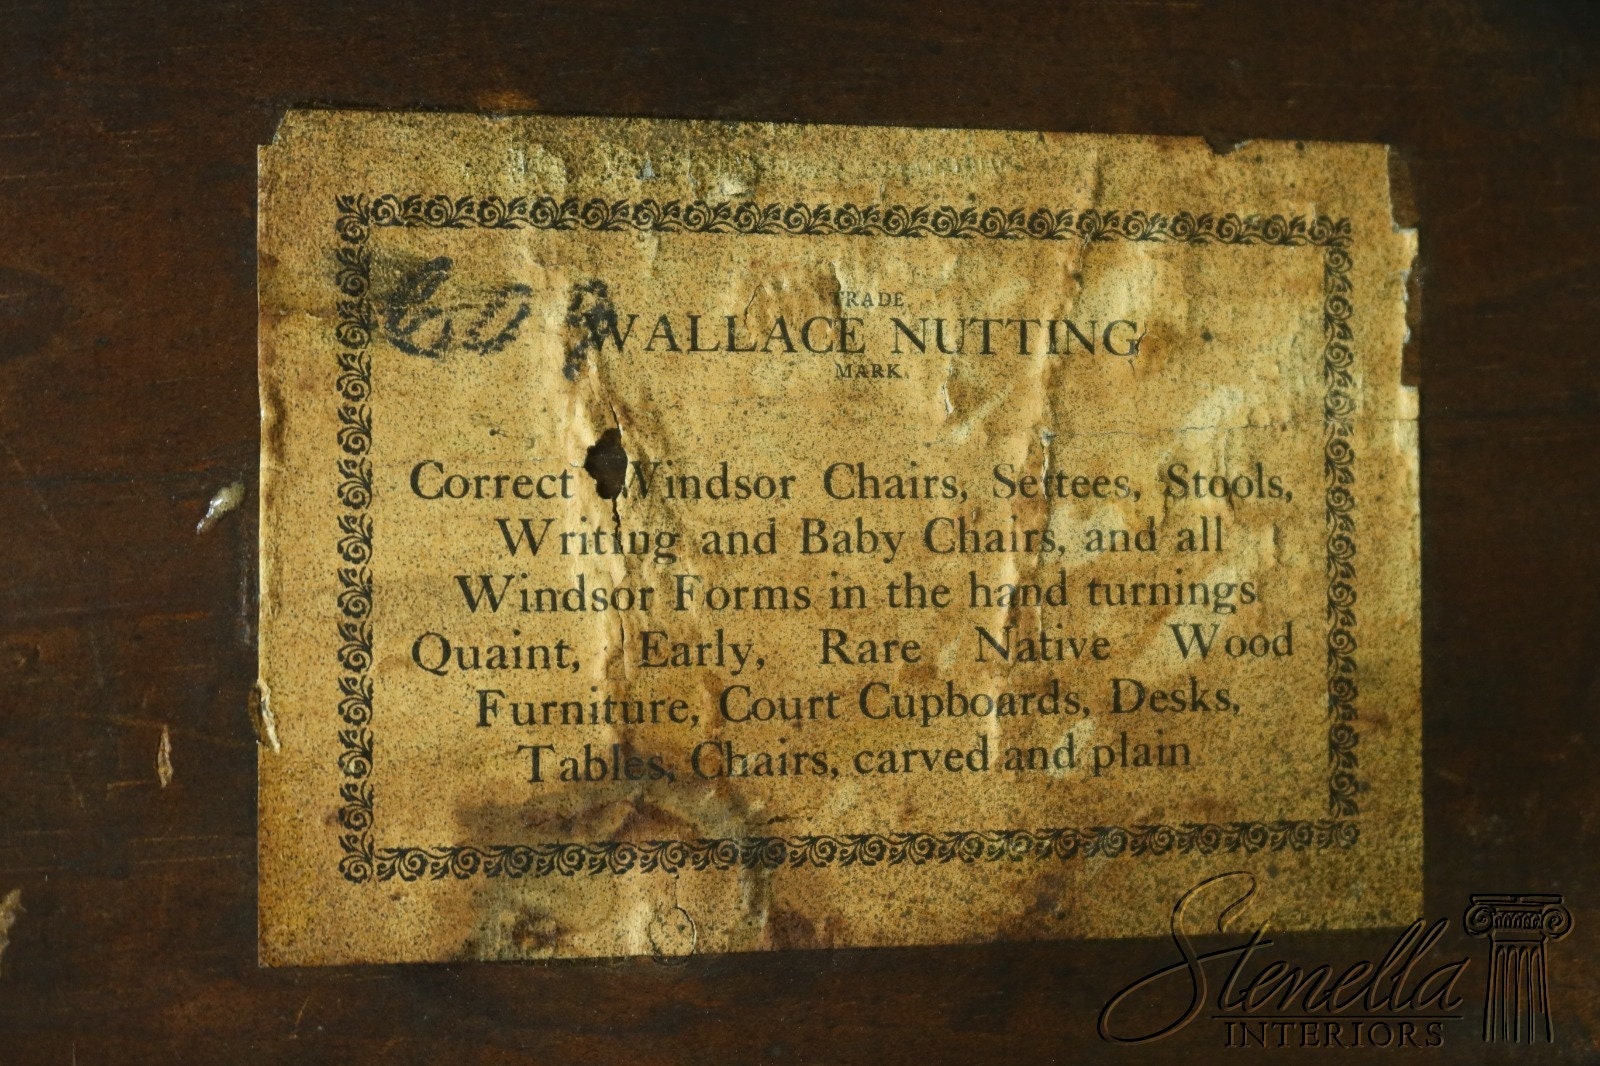 TRADE
WALLACE NUTTING
MARK
Correct Windsor Chairs, Settees, Stools,
Writing and Baby Chairs, and all
Windsor Forms in the hand turnings
Quaint, Early, Rare Native Wood
Furniture, Court Cupboards, Desks,
Tables, Chairs, carved and plain
Stenella
INTERIORS